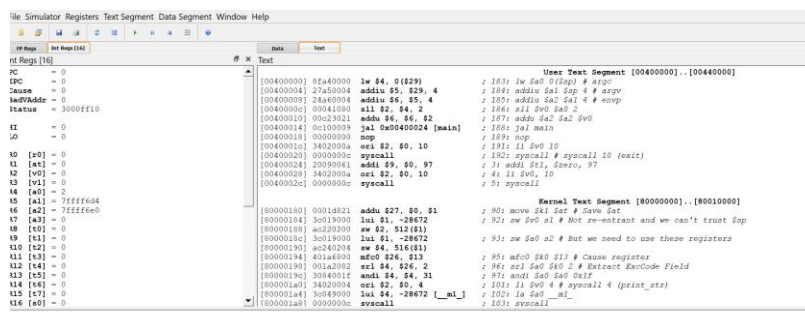 File Simulator Registers Text Segment Data Segment Window Help
FP Regs Int Regs [16] Data Text
Int Regs [16] Text
PC = 0
EPC = 0
Cause = 0
BadVAddr = 0
Status = 3000ff10
HI = 0
LO = 0
R0 [r0] = 0
R1 [at] = 0
R2 [v0] = 0
R3 [v1] = 0
R4 [a0] = 2
R5 [a1] = 7ffff6d4
R6 [a2] = 7ffff6e0
R7 [a3] = 0
R8 [t0] = 0
R9 [t1] = 0
R10 [t2] = 0
R11 [t3] = 0
R12 [t4] = 0
R13 [t5] = 0
R14 [t6] = 0
R15 [t7] = 0
R16 [s0] = 0
User Text Segment [00400000]..[00440000]
[00400000] 8fa40000 lw $4, 0($29) ; 183: lw $a0 0($sp) # argc
[00400004] 27a50004 addiu $5, $29, 4 ; 184: addiu $a1 $sp 4 # argv
[00400008] 24a60004 addiu $6, $5, 4 ; 185: addiu $a2 $a1 4 # envp
[0040000c] 00041080 sll $2, $4, 2 ; 186: sll $v0 $a0 2
[00400010] 00c23021 addu $6, $6, $2 ; 187: addu $a2 $a2 $v0
[00400014] 0c100009 jal 0x00400024 [main] ; 188: jal main
[00400018] 00000000 nop ; 189: nop
[0040001c] 3402000a ori $2, $0, 10 ; 191: li $v0 10
[00400020] 0000000c syscall ; 192: syscall # syscall 10 (exit)
[00400024] 20090061 addi $9, $0, 97 ; 3: addi $t1, $zero, 97
[00400028] 3402000a ori $2, $0, 10 ; 4: li $v0, 10
[0040002c] 0000000c syscall ; 5: syscall
Kernel Text Segment [80000000]..[80010000]
[80000180] 0001d821 addu $27, $0, $1 ; 90: move $k1 $at # Save $at
[80000184] 3c019000 lui $1, -28672 ; 92: sw $v0 s1 # Not re-entrant and we can't trust $sp
[80000188] ac220200 sw $2, 512($1)
[8000018c] 3c019000 lui $1, -28672 ; 93: sw $a0 s2 # But we need to use these registers
[80000190] ac240204 sw $4, 516($1)
[80000194] 401a6800 mfc0 $26, $13 ; 95: mfc0 $k0 $13 # Cause register
[80000198] 001a2082 srl $4, $26, 2 ; 96: srl $a0 $k0 2 # Extract ExcCode Field
[8000019c] 3084001f andi $4, $4, 31 ; 97: andi $a0 $a0 0x1f
[800001a0] 34020004 ori $2, $0, 4 ; 101: li $v0 4 # syscall 4 (print_str)
[800001a4] 3c049000 lui $4, -28672 [__m1_] ; 102: la $a0 __m1_
[800001a8] 0000000c syscall ; 103: syscall